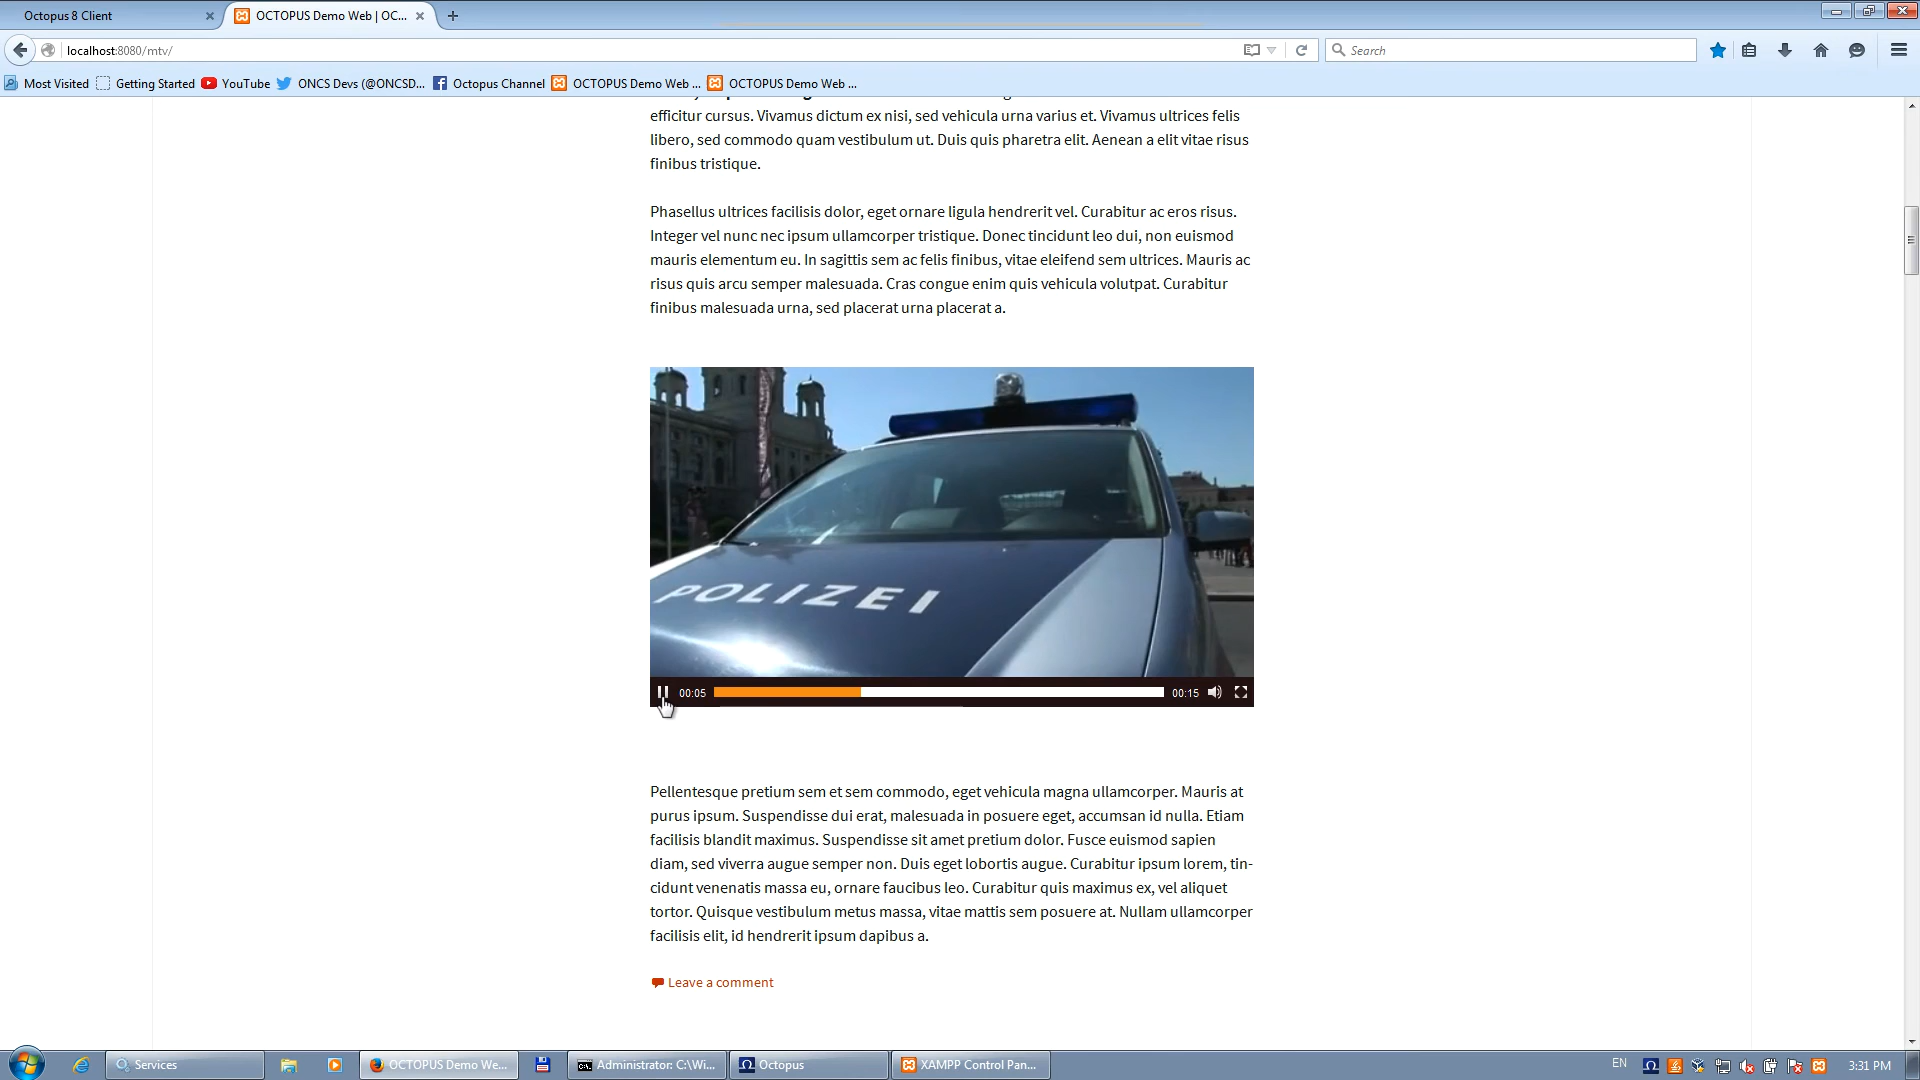 Octopus 8 Client
OCTOPUS Demo Web | OC...
localhost:8080/mtv/
Search
Most Visited
Getting Started
YouTube
ONCS Devs (@ONCSD...
Octopus Channel
OCTOPUS Demo Web ...
OCTOPUS Demo Web ...
efficitur cursus. Vivamus dictum ex nisi, sed vehicula urna varius et. Vivamus ultrices felis
libero, sed commodo quam vestibulum ut. Duis quis pharetra elit. Aenean a elit vitae risus
finibus tristique.
Phasellus ultrices facilisis dolor, eget ornare ligula hendrerit vel. Curabitur ac eros risus.
Integer vel nunc nec ipsum ullamcorper tristique. Donec tincidunt leo dui, non euismod
mauris elementum eu. In sagittis sem ac felis finibus, vitae eleifend sem ultrices. Mauris ac
risus quis arcu semper malesuada. Cras congue enim quis vehicula volutpat. Curabitur
finibus malesuada urna, sed placerat urna placerat a.
POLIZEI
00:05
00:15
Pellentesque pretium sem et sem commodo, eget vehicula magna ullamcorper. Mauris at
purus ipsum. Suspendisse dui erat, malesuada in posuere eget, accumsan id nulla. Etiam
facilisis blandit maximus. Suspendisse sit amet pretium dolor. Fusce euismod sapien
diam, sed viverra augue semper non. Duis eget lobortis augue. Curabitur ipsum lorem, tin-
cidunt venenatis massa eu, ornare faucibus leo. Curabitur quis maximus ex, vel aliquet
tortor. Quisque vestibulum metus massa, vitae mattis sem posuere at. Nullam ullamcorper
facilisis elit, id hendrerit ipsum dapibus a.
Leave a comment
Services
OCTOPUS Demo We...
Administrator: C:\Wi...
Octopus
XAMPP Control Pan...
EN
3:31 PM